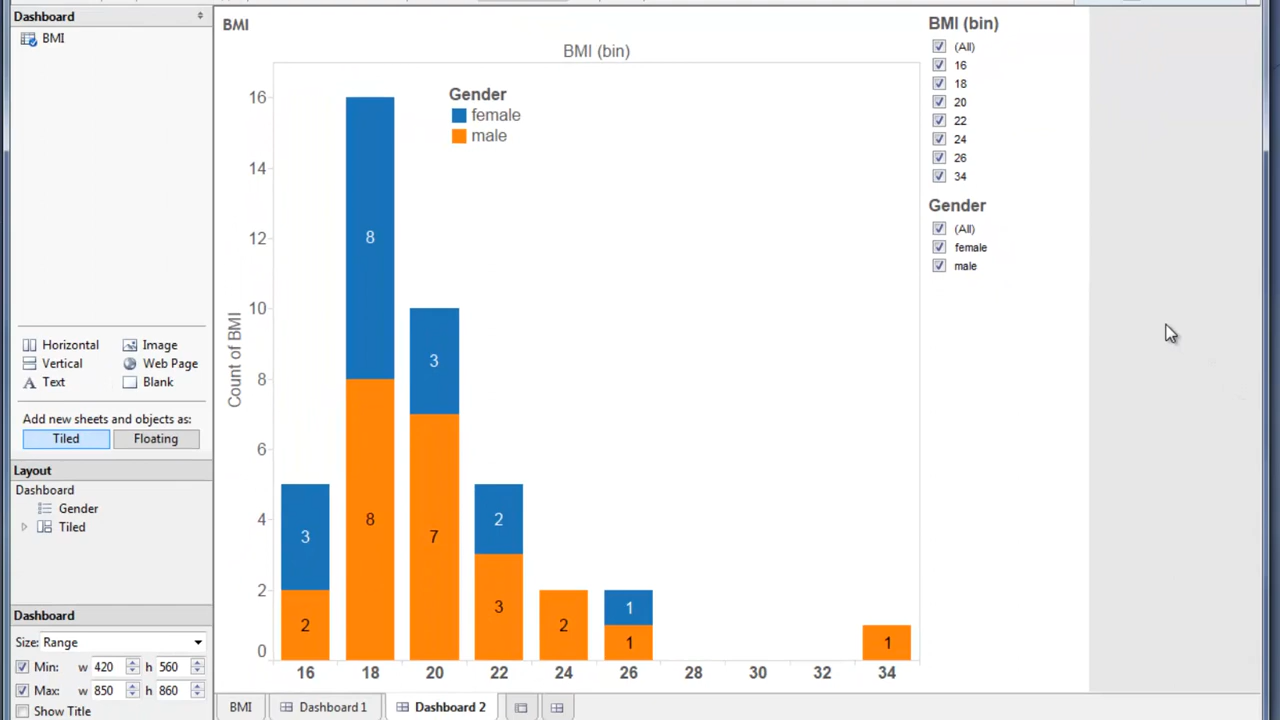 Dashboard
BMI
Horizontal
Image
Vertical
Web Page
Text
Blank
Add new sheets and objects as:
Tiled
Floating
Layout
Dashboard
Gender
Tiled
Dashboard
Size: Range
Min: w 420 h 560
Max: w 850 h 860
Show Title
BMI
BMI (bin)
Gender
female
male
Count of BMI
16
14
12
10
8
6
4
2
0
3
2
8
8
3
7
2
3
2
1
1
1
16 18 20 22 24 26 28 30 32 34
BMI (bin)
(All)
16
18
20
22
24
26
34
Gender
(All)
female
male
BMI
Dashboard 1
Dashboard 2